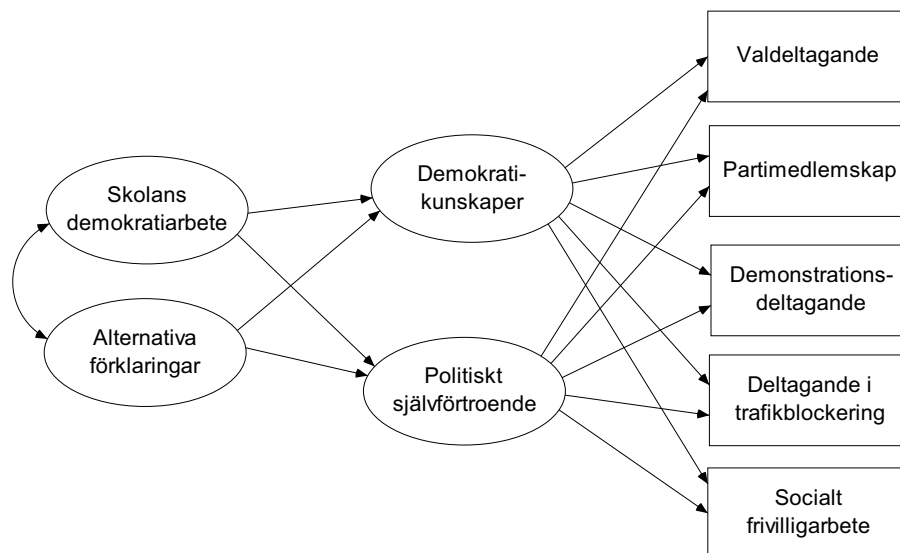 Skolans
demokratiarbete
Alternativa
förklaringar
Demokrati-
kunskaper
Politiskt
självförtroende
Valdeltagande
Partimedlemskap
Demonstrations-
deltagande
Deltagande i
trafikblockering
Socialt
frivilligarbete